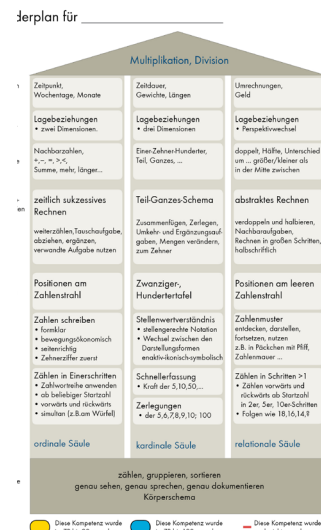 derplan für
Multiplikation, Division
Zeitpunkt,
Wochentage, Monate
Zeitdauer,
Gewichte, Längen
Umrechnungen,
Geld
Lagebeziehungen
• zwei Dimensionen.
Lagebeziehungen
• drei Dimensionen
Lagebeziehungen
• Perspektivwechsel
Nachbarzahlen,
+,−, =, >,<,
Summe, mehr, länger...
Einer-Zehner-Hunderter,
Teil, Ganzes, ...
doppelt, Hälfte, Unterschied
um ... größer/kleiner als
in der Mitte zwischen
zeitlich sukzessives
Rechnen
weiterzählen,Tauschaufgabe,
abziehen, ergänzen,
verwandte Aufgabe nutzen
Teil-Ganzes-Schema
Zusammenfügen, Zerlegen,
Umkehr- und Ergänzungsauf-
gaben, Mengen verändern,
zum Zehner
abstraktes Rechnen
verdoppeln und halbieren,
Nachbaraufgaben,
Rechnen in großen Schritten,
halbschriftlich
Positionen am
Zahlenstrahl
Zwanziger-,
Hundertertafel
Positionen am leeren
Zahlenstrahl
Zahlen schreiben
• formklar
• bewegungsökonomisch
• seitenrichtig
• Zehnerziffer zuerst
Stellenwertverständnis
• stellengerechte Notation
• Wechsel zwischen den
Darstellungsformen
enaktiv-ikonisch-symbolisch
Zahlenmuster
entdecken, darstellen,
fortsetzen, nutzen
z.B. in Päckchen mit Pfiff,
Zahlenmauer ...
Zählen in Einerschritten
• Zahlwortreihe anwenden
• ab beliebiger Startzahl
• vorwärts und rückwärts
• simultan (z.B.am Würfel)
Schnellerfassung
• Kraft der 5,10,50,...
Zerlegungen
• der 5,6,7,8,9,10; 100
Zählen in Schritten >1
• Zählen vorwärts und
rückwärts ab Startzahl
in 2er, 5er, 10er-Schritten
• Folgen wie 18,16,14,?
ordinale Säule
kardinale Säule
relationale Säule
zählen, gruppieren, sortieren
genau sehen, genau sprechen, genau dokumentieren
Körperschema
Diese Kompetenz wurde
Diese Kompetenz wurde
Diese Kompetenz wurde